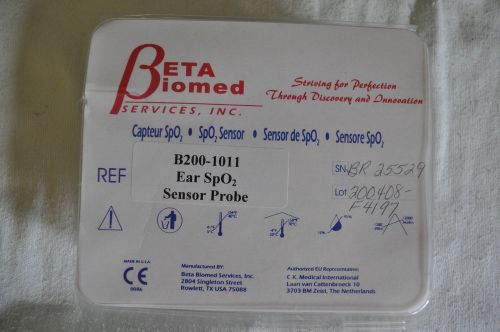 BETA
Biomed
SERVICES, INC.
Striving for Perfection
Through Discovery and Innovation
Capteur SpO₂ • SpO₂ Sensor • Sensor de SpO₂ • Sensore SpO₂
REF
B200-1011
Ear SpO₂
Sensor Probe
SN BR 25529
Lot 200408-
F4197
MADE IN U.S.A.
CE
0086
Manufactured BY:
Beta Biomed Services, Inc.
2804 Singleton Street
Rowlett, TX USA 75088
Authorized EU Representation:
C.K. Medical International
Laan van Cattenbroeck 10
3703 BM Zeist, The Netherlands